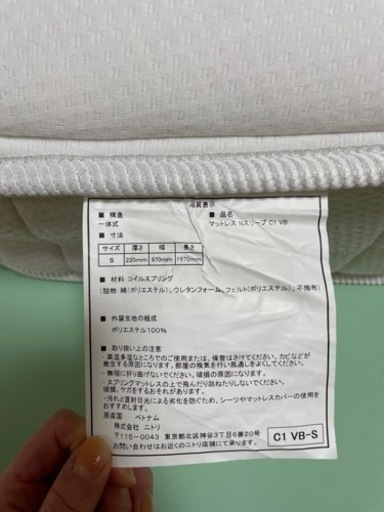 品質表示
■ 構造
一体式
■ 品名
マットレス Nスリープ C1 VB
■ 寸法
サイズ 厚さ 幅 長さ
S 220mm 970mm 1970mm
■ 材料:コイルスプリング
(詰物:綿(ポリエステル)、ウレタンフォーム、フェルト(ポリエステル)、不織布)
■ 外装生地の組成
ポリエステル100%
■ 取り扱い上の注意
・高温多湿なところでのご使用または、保管はさけてください。カビなどが
発生する原因になります。部屋の換気を行い風通しをよくしてください。
・無理に折り曲げないでください。破損の原因になります。
・スプリングマットレスの上で飛んだり跳ねたりしないでください。
破損、ケガをするおそれがあります。
・汚れと直射日光による劣化を防ぐため、シーツやマットレスカバーの使用を
おすすめします。
原産国 ベトナム
株式会社 ニトリ
〒115-0043 東京都北区神谷3丁目6番20号
お問い合わせはお近くのニトリ店舗にて承ります。
C1 VB-S